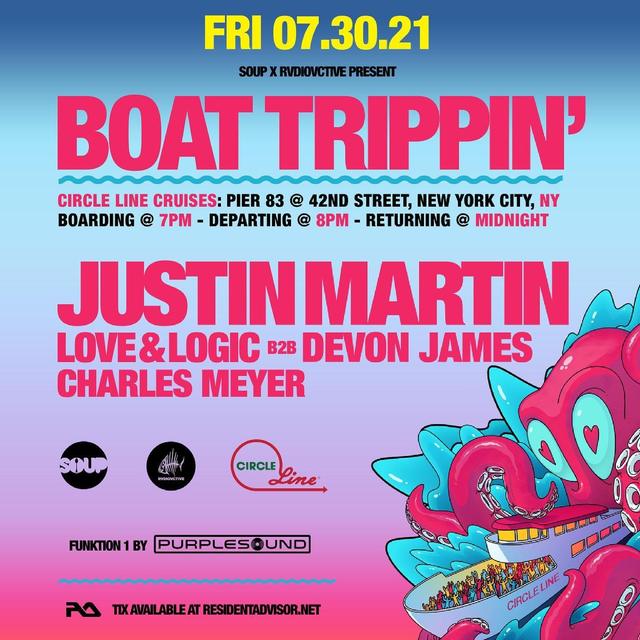 FRI 07.30.21
SOUP X RVDIOVCTIVE PRESENT
BOAT TRIPPIN'
CIRCLE LINE CRUISES: PIER 83 @ 42ND STREET, NEW YORK CITY, NY
BOARDING @ 7PM - DEPARTING @ 8PM - RETURNING @ MIDNIGHT
JUSTIN MARTIN
LOVE & LOGIC B2B DEVON JAMES
CHARLES MEYER
SOUP
RVDIOVCTIVE
CIRCLE Line
FUNKTION 1 BY PURPLESOUND
CIRCLE LINE
RA TIX AVAILABLE AT RESIDENTADVISOR.NET